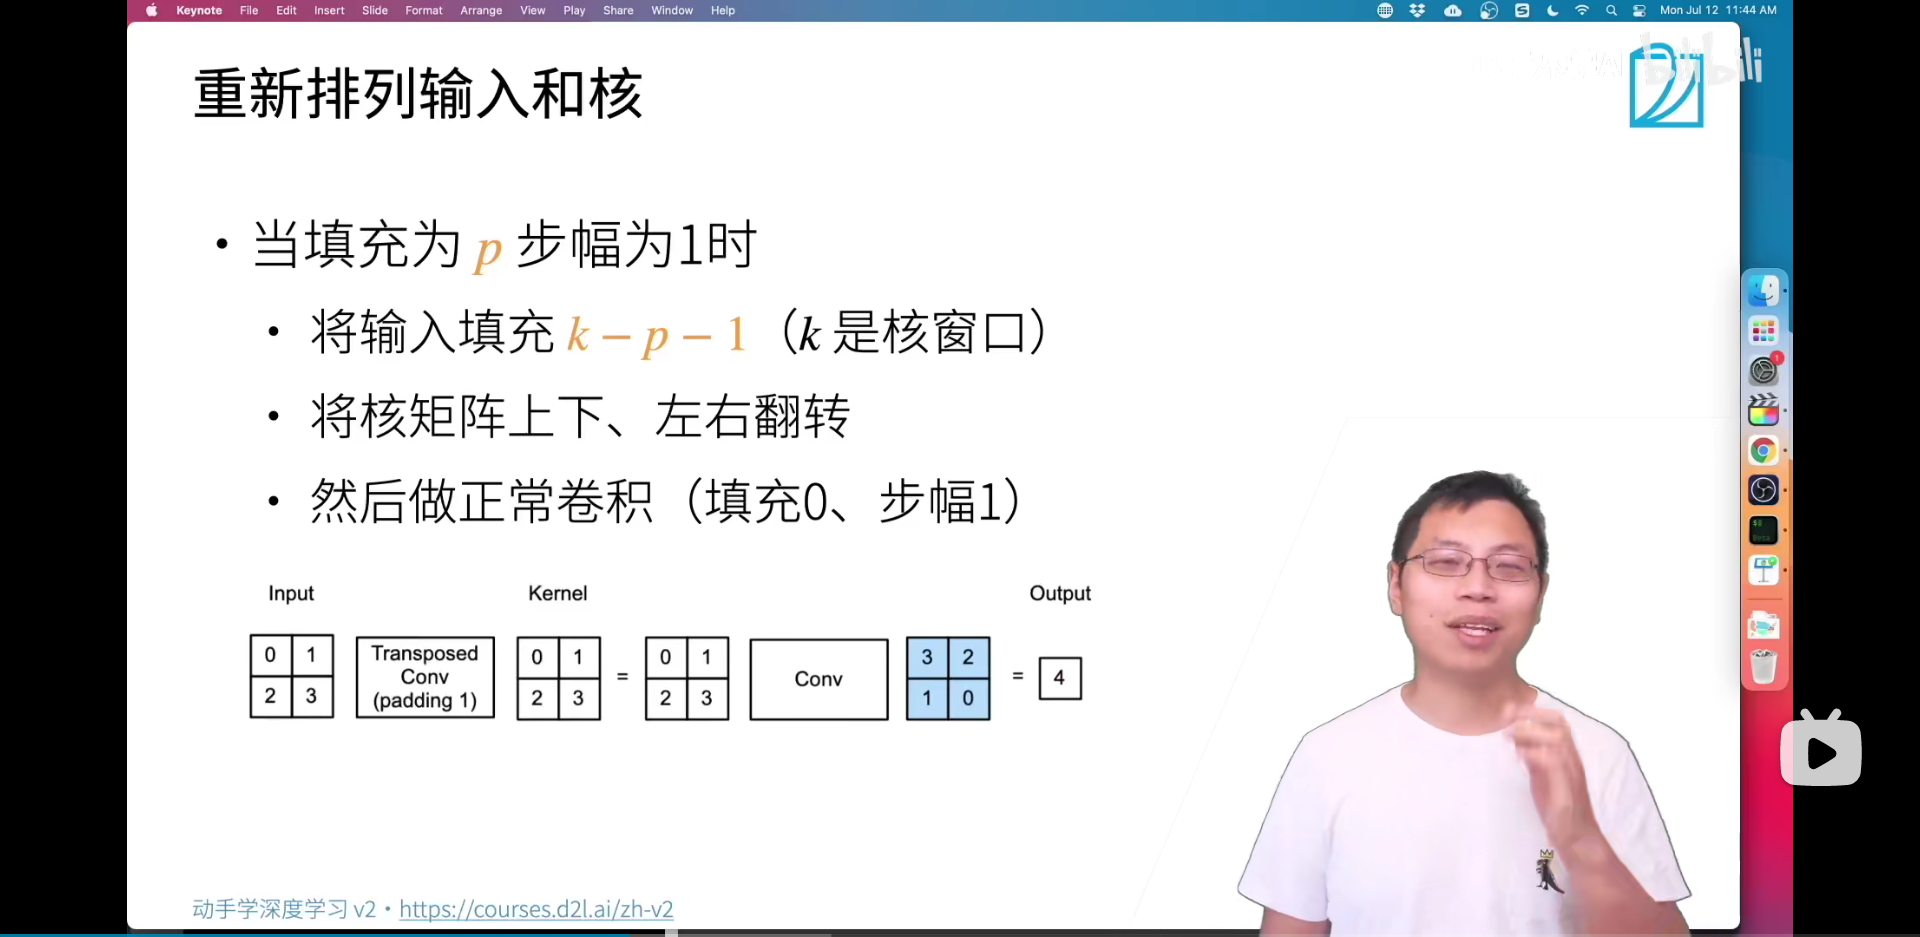 Keynote File Edit Insert Slide Format Arrange View Play Share Window Help Mon Jul 12 11:44 AM
bilibili
重新排列输入和核
• 当填充为 p 步幅为1时
• 将输入填充 k − p − 1（k 是核窗口）
• 将核矩阵上下、左右翻转
• 然后做正常卷积（填充0、步幅1）
Input Kernel Output
0 1 Transposed 0 1 0 1 3 2
Conv = Conv = 4
2 3 (padding 1) 2 3 2 3 1 0
动手学深度学习 v2 • https://courses.d2l.ai/zh-v2